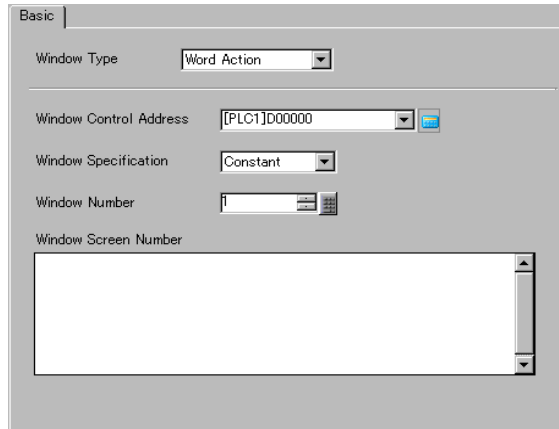 Basic
Window Type Word Action
Window Control Address [PLC1]D00000
Window Specification Constant
Window Number 1
Window Screen Number